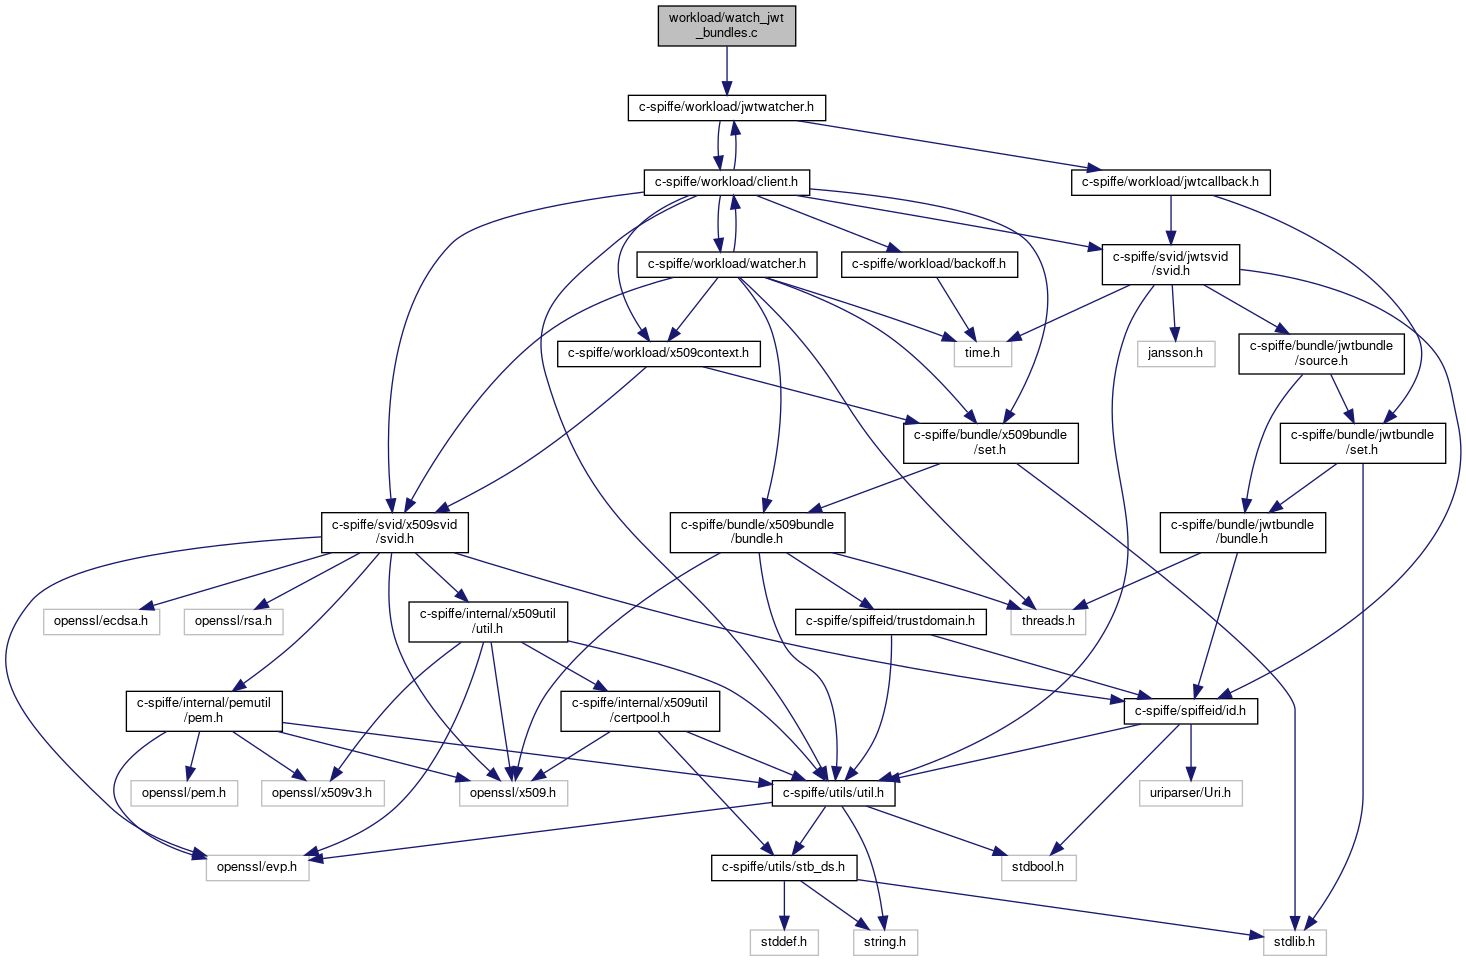 workload/watch_jwt
_bundles.c
c-spiffe/workload/jwtwatcher.h
c-spiffe/workload/client.h
c-spiffe/workload/jwtcallback.h
c-spiffe/workload/watcher.h
c-spiffe/workload/backoff.h
c-spiffe/svid/jwtsvid
/svid.h
c-spiffe/workload/x509context.h
time.h
jansson.h
c-spiffe/bundle/jwtbundle
/source.h
c-spiffe/bundle/x509bundle
/set.h
c-spiffe/bundle/jwtbundle
/set.h
c-spiffe/svid/x509svid
/svid.h
c-spiffe/bundle/x509bundle
/bundle.h
c-spiffe/bundle/jwtbundle
/bundle.h
openssl/ecdsa.h
openssl/rsa.h
c-spiffe/internal/x509util
/util.h
c-spiffe/spiffeid/trustdomain.h
threads.h
c-spiffe/internal/pemutil
/pem.h
c-spiffe/internal/x509util
/certpool.h
c-spiffe/spiffeid/id.h
openssl/pem.h
openssl/x509v3.h
openssl/x509.h
c-spiffe/utils/util.h
uriparser/Uri.h
openssl/evp.h
c-spiffe/utils/stb_ds.h
stdbool.h
stddef.h
string.h
stdlib.h